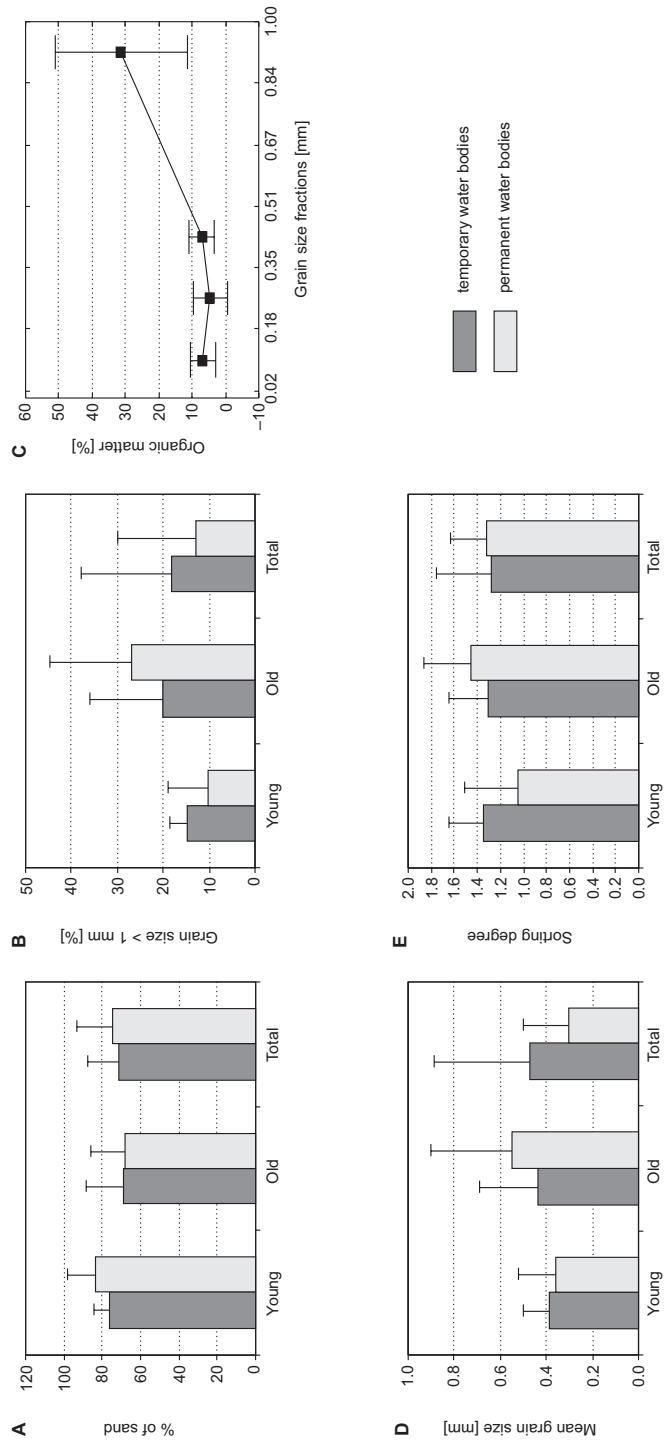 A
% of sand
120
100
80
60
40
20
0
Young
Old
Total
B
Grain size > 1 mm [%]
50
40
30
20
10
0
Young
Old
Total
C
Organic matter [%]
60
50
40
30
20
10
0
−10
0.02
0.18
0.35
0.51
0.67
0.84
1.00
Grain size fractions [mm]
D
Mean grain size [mm]
1.0
0.8
0.6
0.4
0.2
0.0
Young
Old
Total
E
Sorting degree
2.0
1.8
1.6
1.4
1.2
1.0
0.8
0.6
0.4
0.2
0.0
Young
Old
Total
temporary water bodies
permanent water bodies